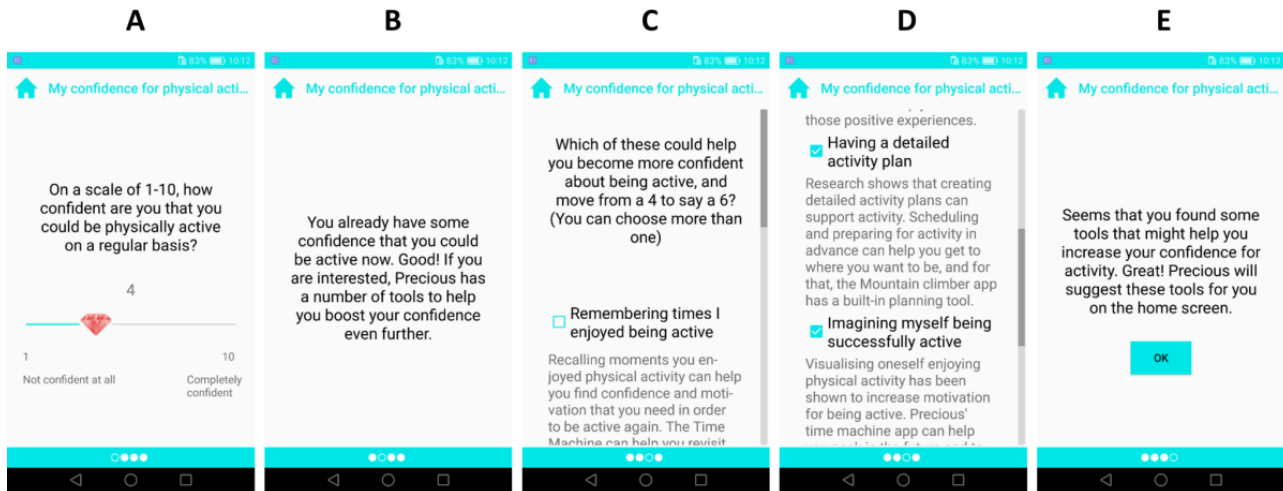 A
83% 10:12
My confidence for physical acti...
On a scale of 1-10, how
confident are you that you
could be physically active
on a regular basis?
4
1
10
Not confident at all
Completely
confident
B
83% 10:12
My confidence for physical acti...
You already have some
confidence that you could
be active now. Good! If you
are interested, Precious has
a number of tools to help
you boost your confidence
even further.
C
83% 10:12
My confidence for physical acti...
Which of these could help
you become more confident
about being active, and
move from a 4 to say a 6?
(You can choose more than
one)
Remembering times I
enjoyed being active
Recalling moments you en-
joyed physical activity can help
you find confidence and moti-
vation that you need in order
to be active again. The Time
Machine can help you revisit
D
83% 10:12
My confidence for physical acti...
those positive experiences.
Having a detailed
activity plan
Research shows that creating
detailed activity plans can
support activity. Scheduling
and preparing for activity in
advance can help you get to
where you want to be, and for
that, the Mountain climber app
has a built-in planning tool.
Imagining myself being
successfully active
Visualising oneself enjoying
physical activity has been
shown to increase motivation
for being active. Precious'
time machine app can help
E
83% 10:12
My confidence for physical acti...
Seems that you found some
tools that might help you
increase your confidence for
activity. Great! Precious will
suggest these tools for you
on the home screen.
OK